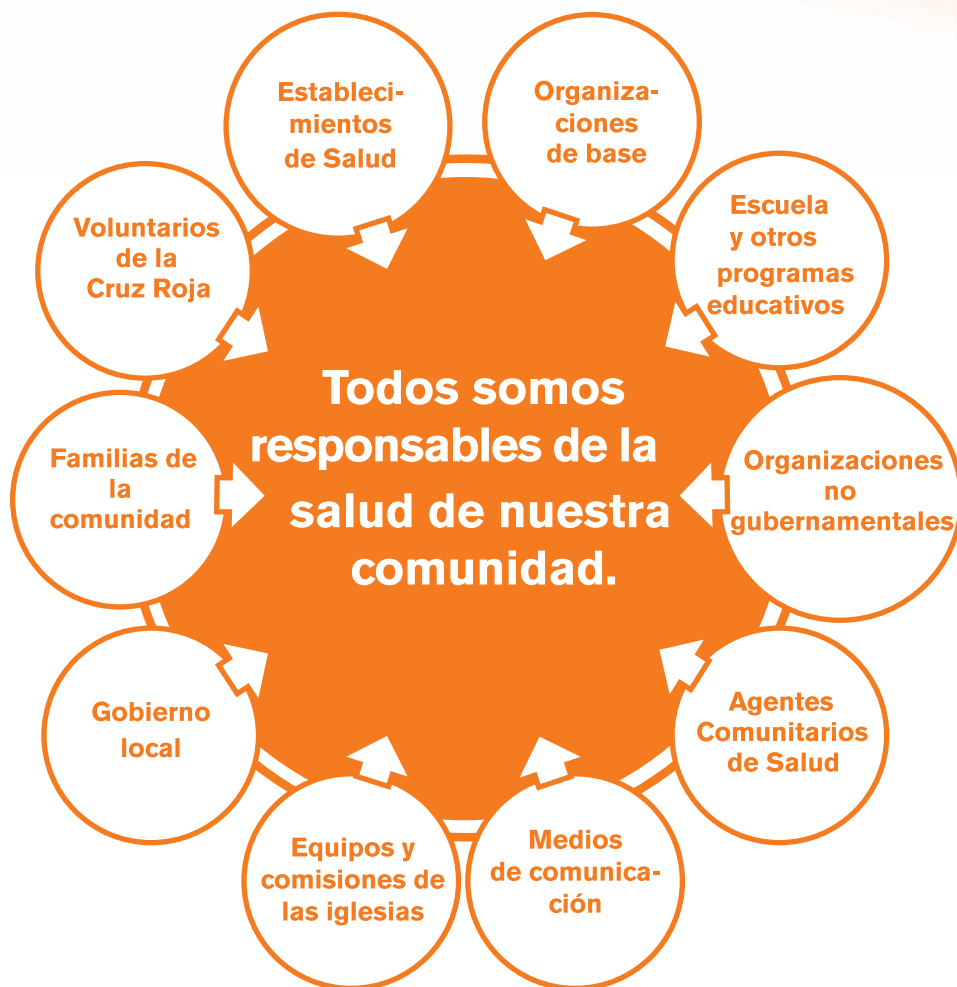 Estableci-
mientos
de Salud
Organiza-
ciones
de base
Escuela
y otros
programas
educativos
Organizaciones
no
gubernamentales
Agentes
Comunitarios
de Salud
Medios
de comunica-
ción
Equipos y
comisiones de
las iglesias
Gobierno
local
Familias de
la
comunidad
Voluntarios
de la
Cruz Roja
Todos somos
responsables de la
salud de nuestra
comunidad.